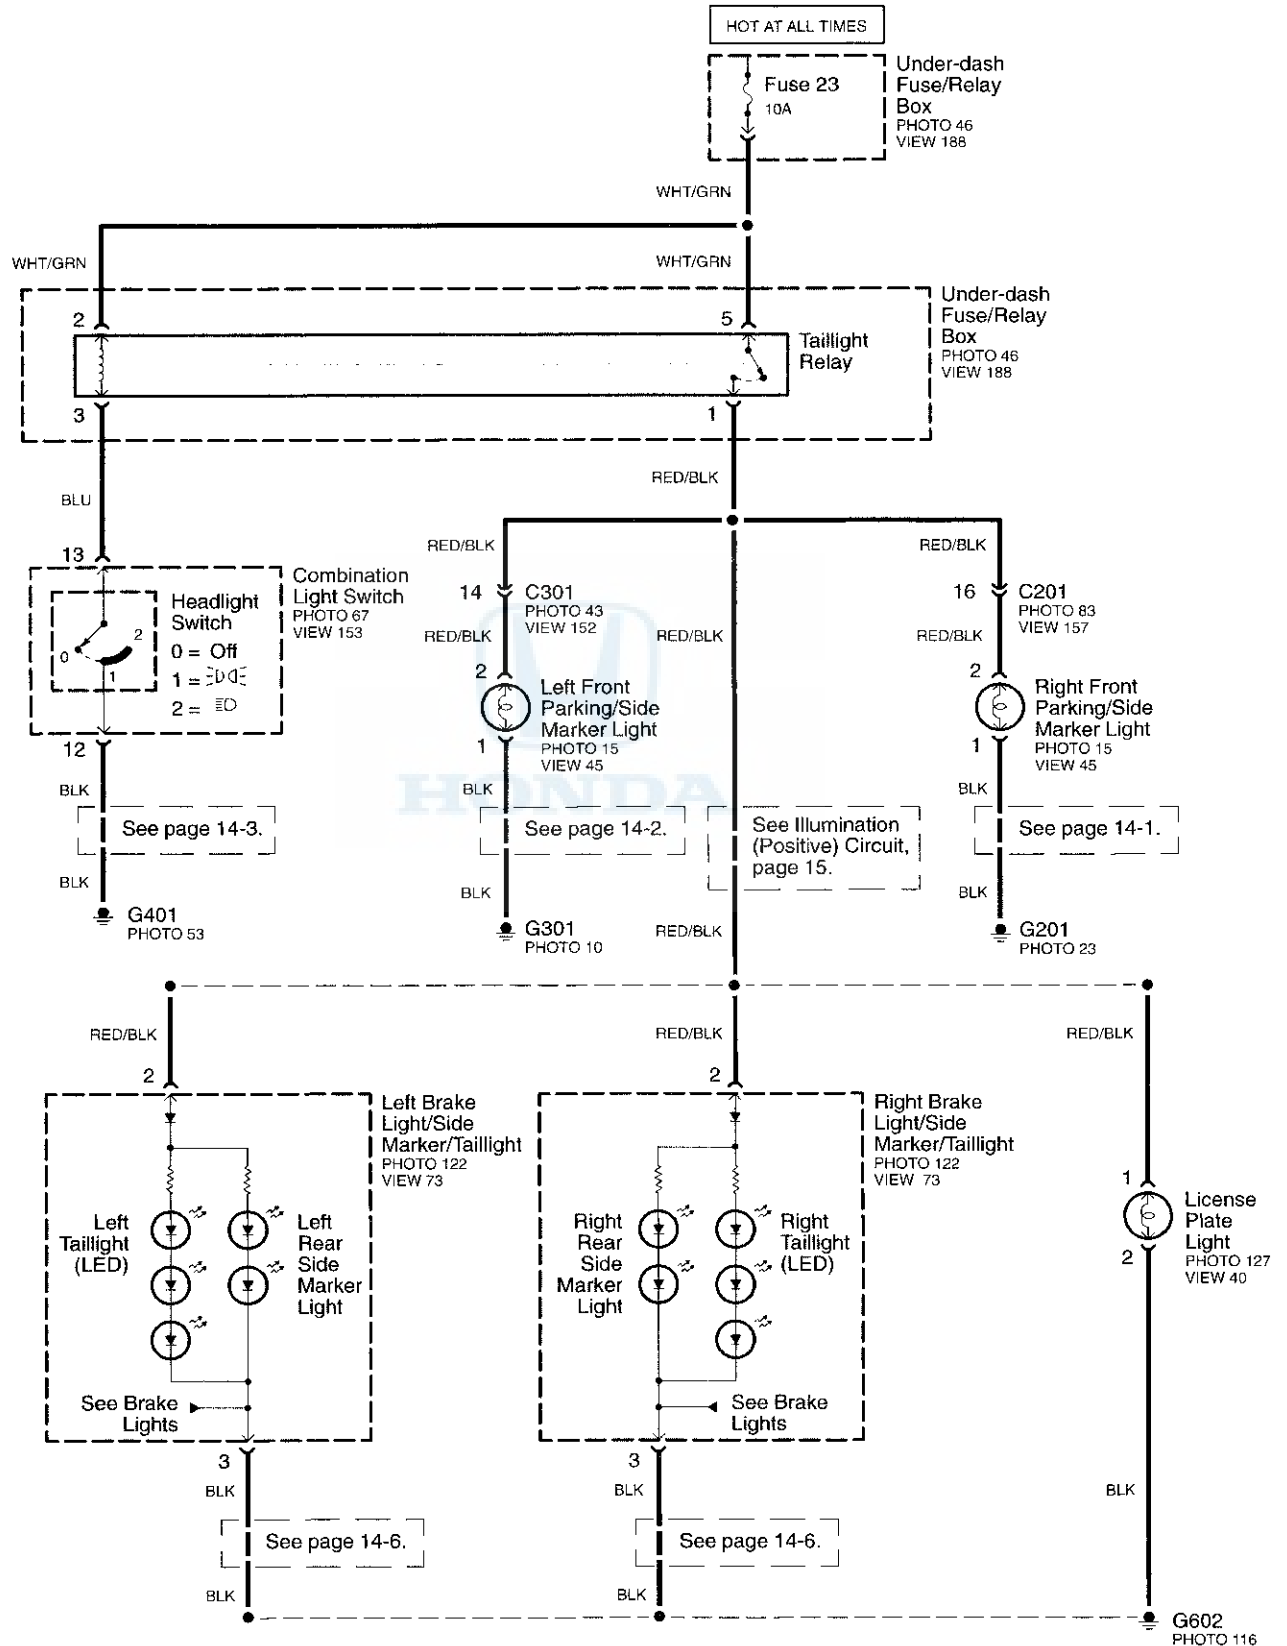 HOT AT ALL TIMES
Fuse 23
10A
Under-dash
Fuse/Relay
Box
PHOTO 46
VIEW 188
WHT/GRN
WHT/GRN
WHT/GRN
2
5
Taillight
Relay
Under-dash
Fuse/Relay
Box
PHOTO 46
VIEW 188
3
1
BLU
RED/BLK
13
Combination
Light Switch
PHOTO 67
VIEW 153
Headlight
Switch
0 = Off
1 =
2 =
0
1
2
12
BLK
See page 14-3.
BLK
G401
PHOTO 53
RED/BLK
14
C301
PHOTO 43
VIEW 152
RED/BLK
2
Left Front
Parking/Side
Marker Light
PHOTO 15
VIEW 45
1
BLK
See page 14-2.
BLK
G301
PHOTO 10
HONDA
RED/BLK
See Illumination
(Positive) Circuit,
page 15.
RED/BLK
RED/BLK
16
C201
PHOTO 83
VIEW 157
RED/BLK
2
Right Front
Parking/Side
Marker Light
PHOTO 15
VIEW 45
1
BLK
See page 14-1.
BLK
G201
PHOTO 23
RED/BLK
2
Left Brake
Light/Side
Marker/Taillight
PHOTO 122
VIEW 73
Left
Taillight
(LED)
Left
Rear
Side
Marker
Light
See Brake
Lights
3
BLK
See page 14-6.
BLK
RED/BLK
2
Right Brake
Light/Side
Marker/Taillight
PHOTO 122
VIEW 73
Right
Rear
Side
Marker
Light
Right
Taillight
(LED)
See Brake
Lights
3
BLK
See page 14-6.
BLK
RED/BLK
1
License
Plate
Light
PHOTO 127
VIEW 40
2
BLK
G602
PHOTO 116